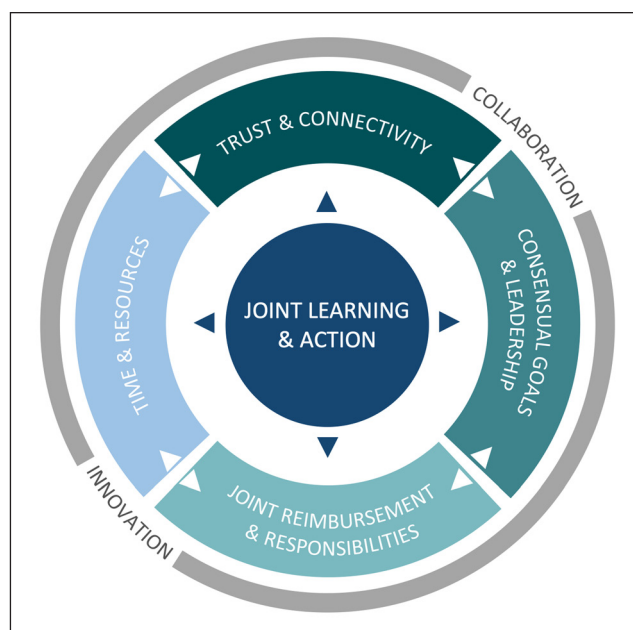 COLLABORATION
TRUST & CONNECTIVITY
CONSENSUAL GOALS
& LEADERSHIP
TIME & RESOURCES
JOINT LEARNING
& ACTION
JOINT REIMBURSEMENT
& RESPONSIBILITIES
INNOVATION